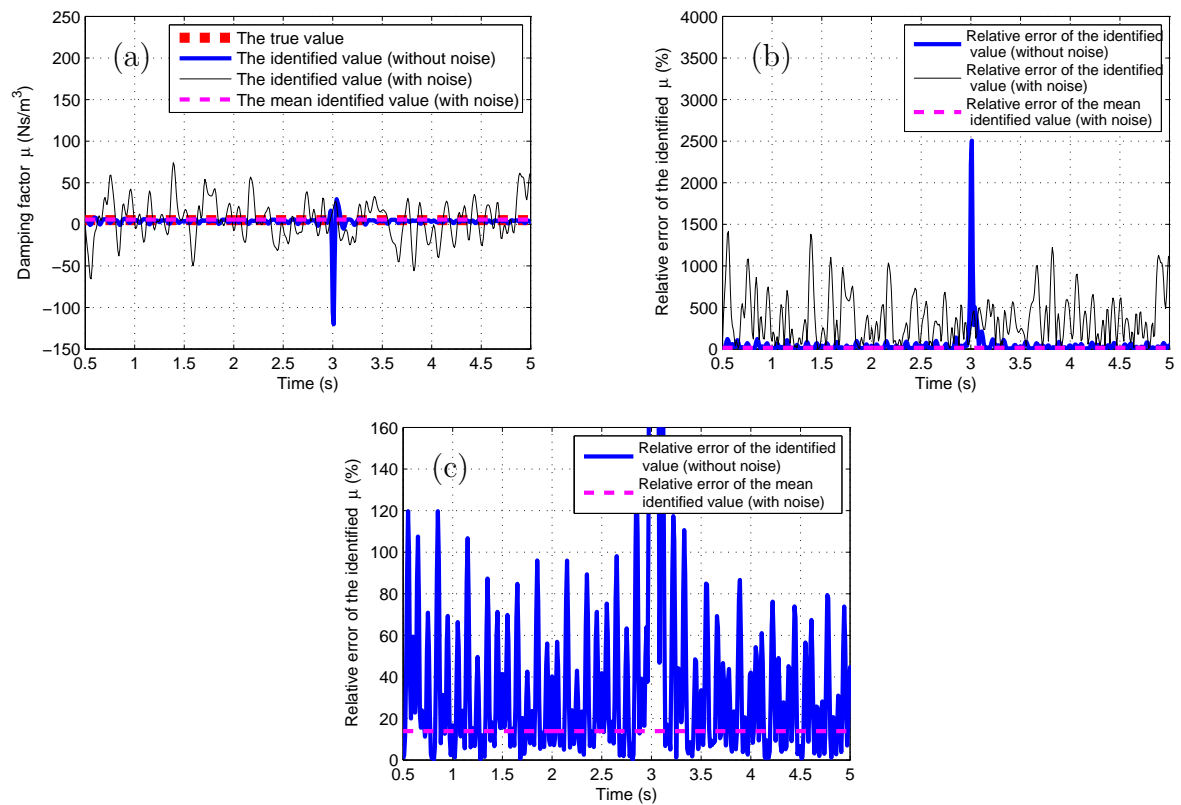 (a)
The true value
The identified value (without noise)
The identified value (with noise)
The mean identified value (with noise)
250
200
150
100
50
0
−50
−100
−150
Damping factor μ (Ns/m³)
0.5 1 1.5 2 2.5 3 3.5 4 4.5 5
Time (s)
(b)
Relative error of the identified
value (without noise)
Relative error of the identified
value (with noise)
Relative error of the mean
identified value (with noise)
4000
3500
3000
2500
2000
1500
1000
500
0
Relative error of the identified μ (%)
0.5 1 1.5 2 2.5 3 3.5 4 4.5 5
Time (s)
(c)
Relative error of the identified
value (without noise)
Relative error of the mean
identified value (with noise)
160
140
120
100
80
60
40
20
0
Relative error of the identified μ (%)
0.5 1 1.5 2 2.5 3 3.5 4 4.5 5
Time (s)